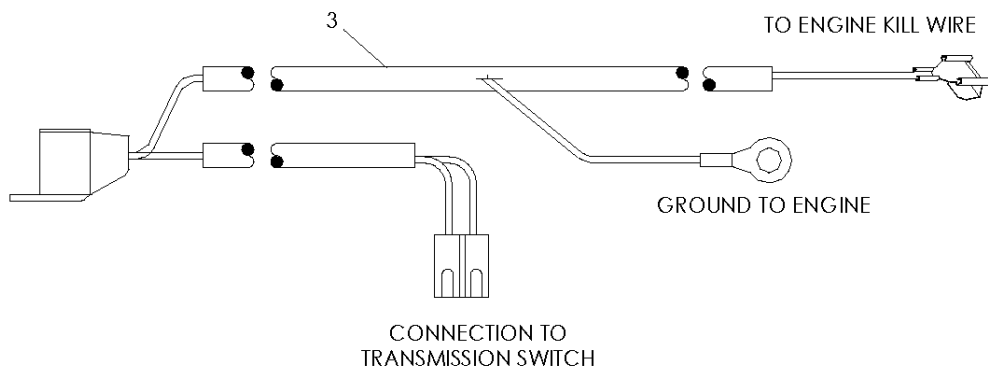 3
TO ENGINE KILL WIRE
GROUND TO ENGINE
CONNECTION TO
TRANSMISSION SWITCH